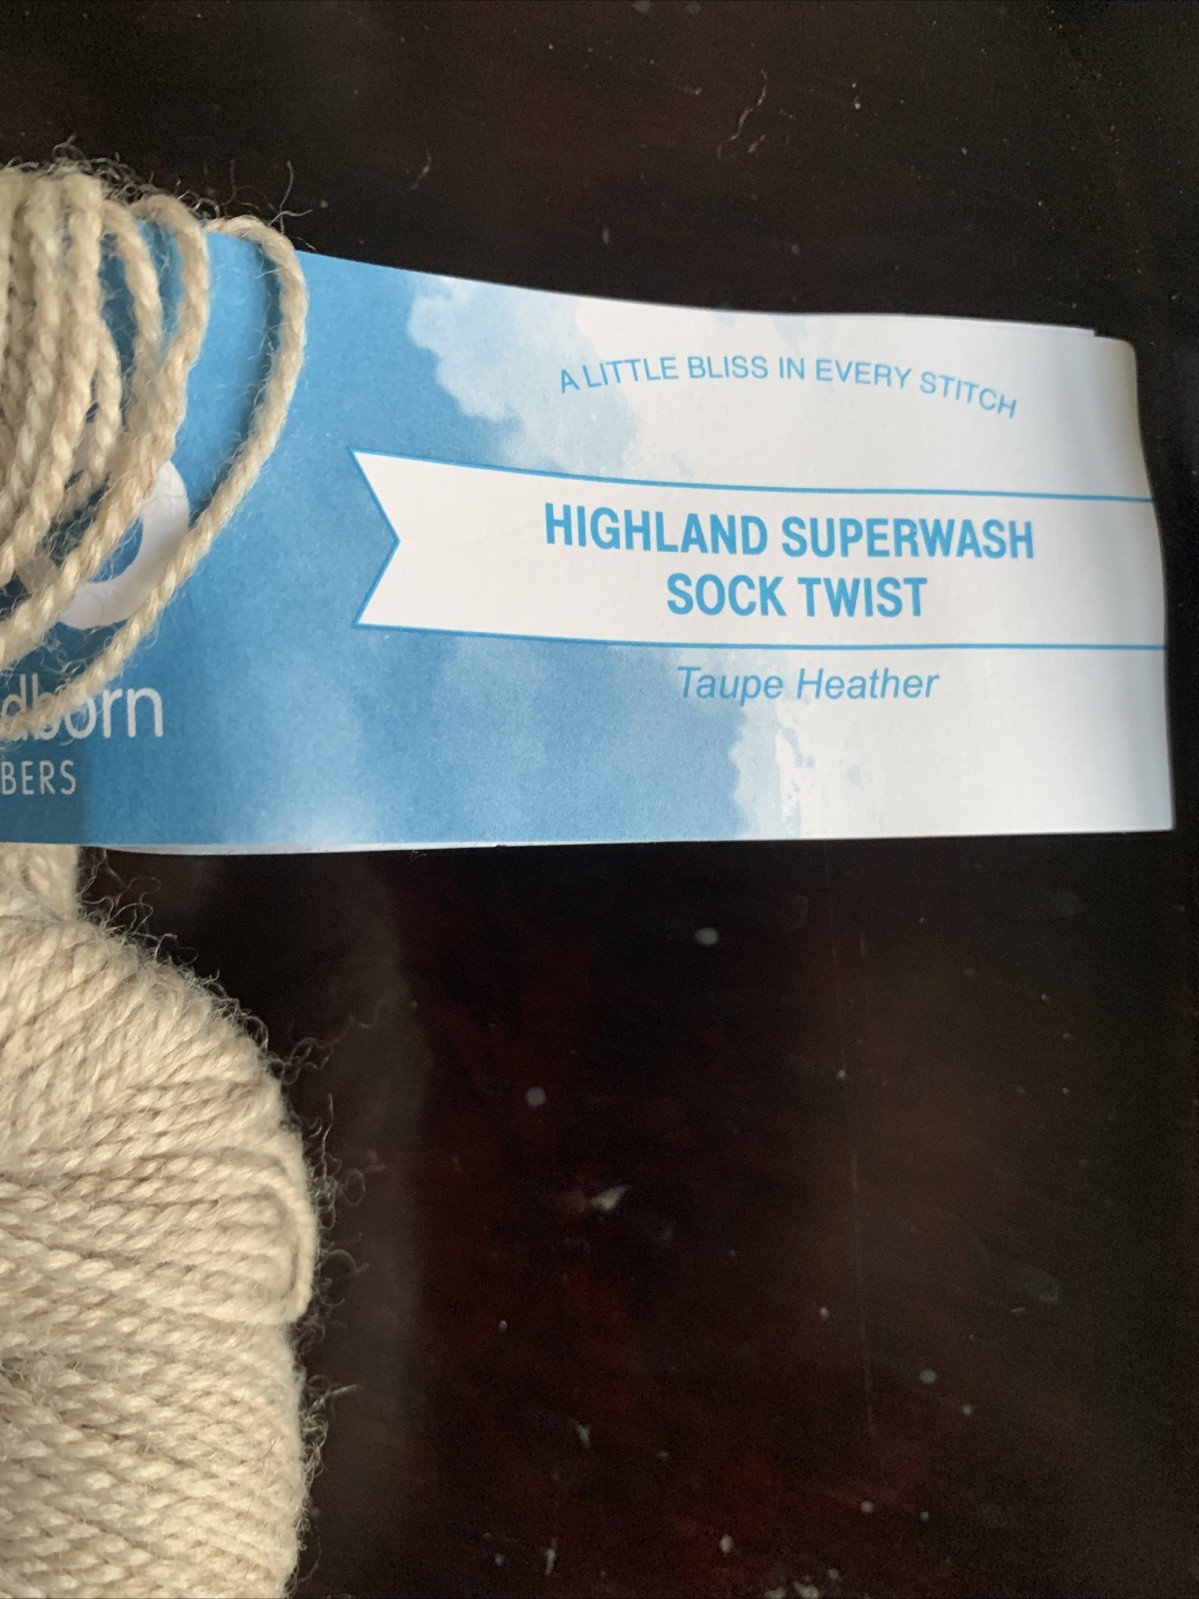 A LITTLE BLISS IN EVERY STITCH
HIGHLAND SUPERWASH
SOCK TWIST
Taupe Heather
dborn
BERS